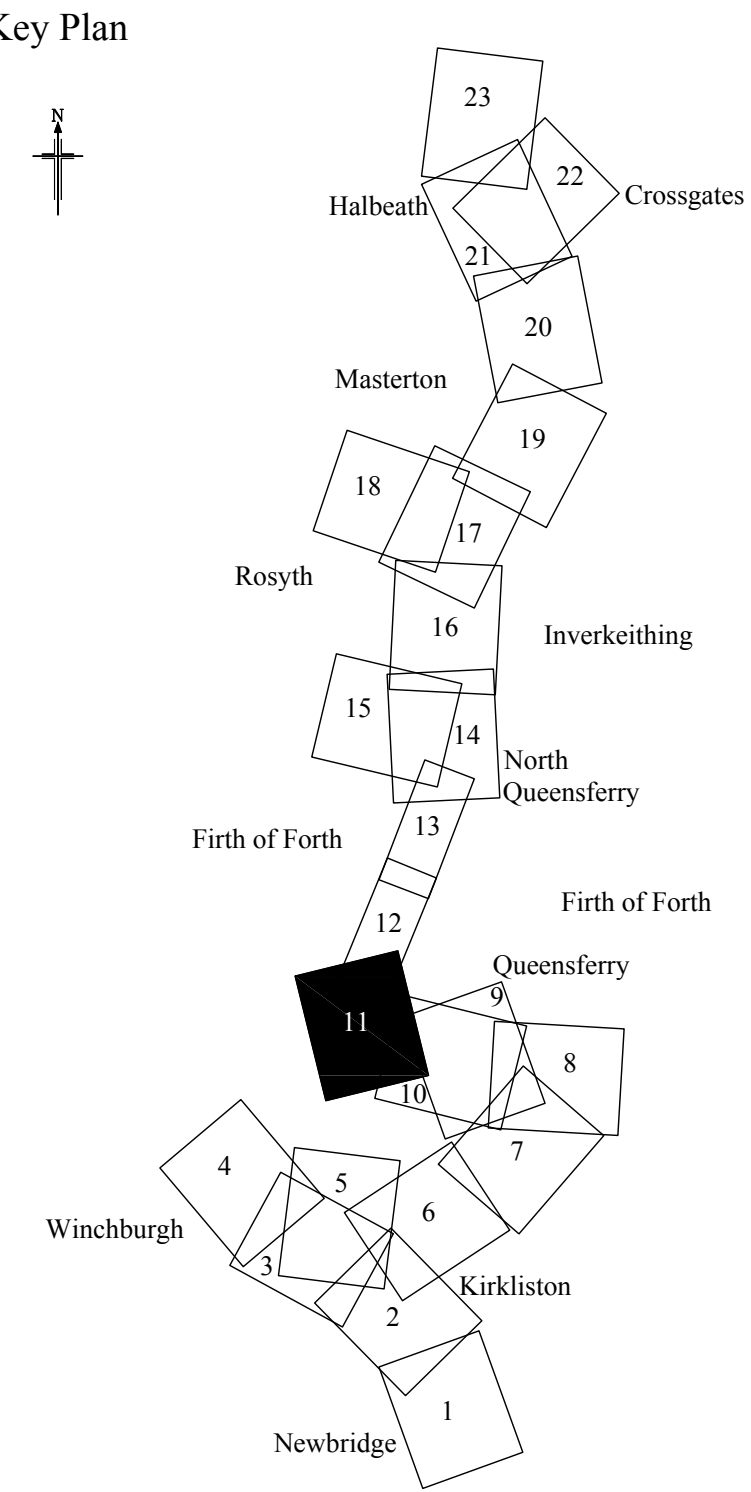 Key Plan
23
N
22
Crossgates
Halbeath
21
20
Masterton
19
18
17
Rosyth
16
Inverkeithing
15
14
North
Queensferry
13
Firth of Forth
Firth of Forth
12
Queensferry
9
11
8
10
7
4
5
6
Winchburgh
3
Kirkliston
2
1
Newbridge